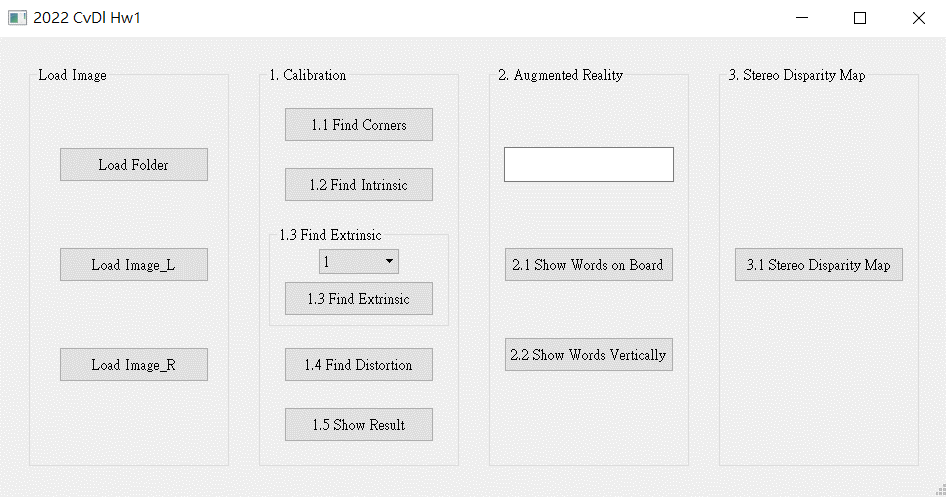 2022 CvDl Hw1
Load Image
Load Folder
Load Image_L
Load Image_R
1. Calibration
1.1 Find Corners
1.2 Find Intrinsic
1.3 Find Extrinsic
1
1.3 Find Extrinsic
1.4 Find Distortion
1.5 Show Result
2. Augmented Reality
2.1 Show Words on Board
2.2 Show Words Vertically
3. Stereo Disparity Map
3.1 Stereo Disparity Map